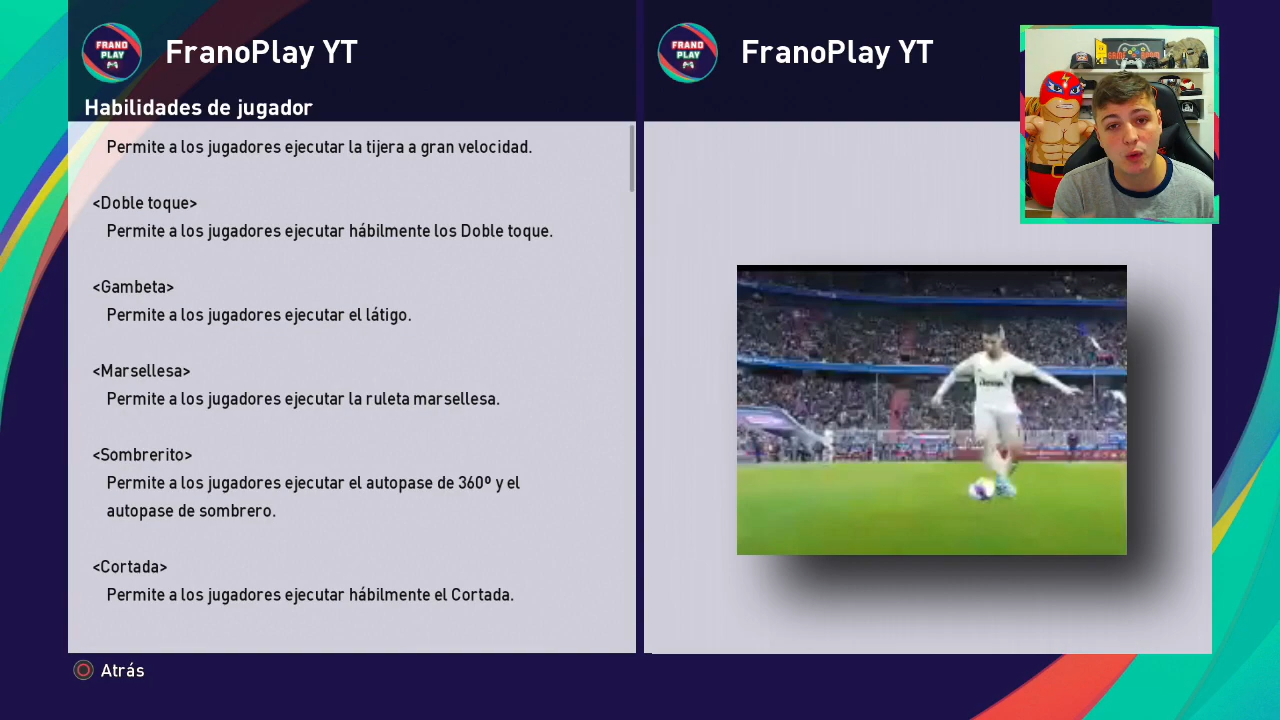 FRANO
PLAY
FranoPlay YT
Habilidades de jugador
Permite a los jugadores ejecutar la tijera a gran velocidad.
<Doble toque>
Permite a los jugadores ejecutar hábilmente los Doble toque.
<Gambeta>
Permite a los jugadores ejecutar el látigo.
<Marsellesa>
Permite a los jugadores ejecutar la ruleta marsellesa.
<Sombrerito>
Permite a los jugadores ejecutar el autopase de 360º y el
autopase de sombrero.
<Cortada>
Permite a los jugadores ejecutar hábilmente el Cortada.
Atrás
FRANO
PLAY
FranoPlay YT